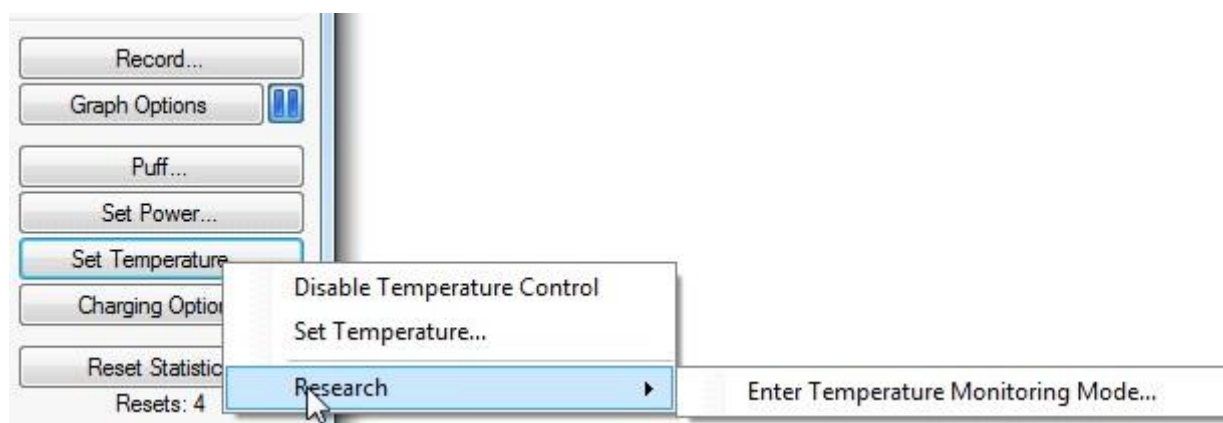 Record...
Graph Options
Puff...
Set Power...
Set Temperature
Disable Temperature Control
Charging Option
Set Temperature...
Reset Statistic
Research
Enter Temperature Monitoring Mode...
Resets: 4